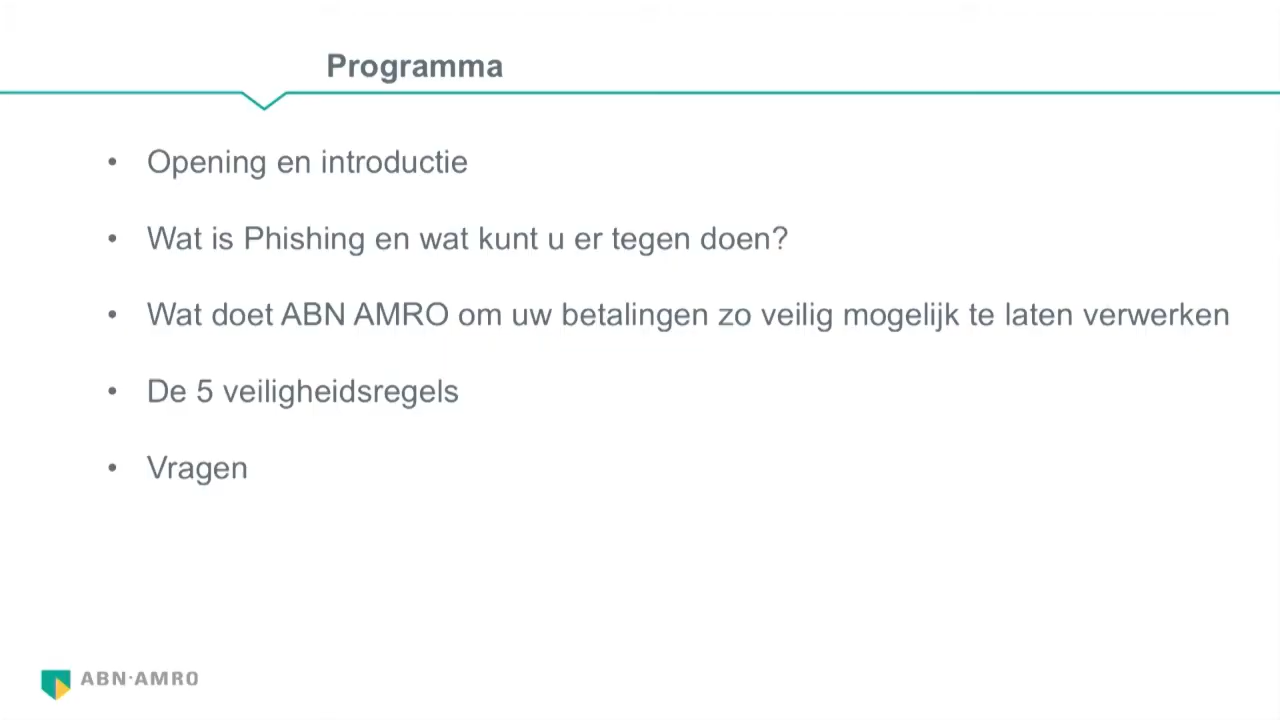 Programma
• Opening en introductie
• Wat is Phishing en wat kunt u er tegen doen?
• Wat doet ABN AMRO om uw betalingen zo veilig mogelijk te laten verwerken
• De 5 veiligheidsregels
• Vragen
ABN·AMRO